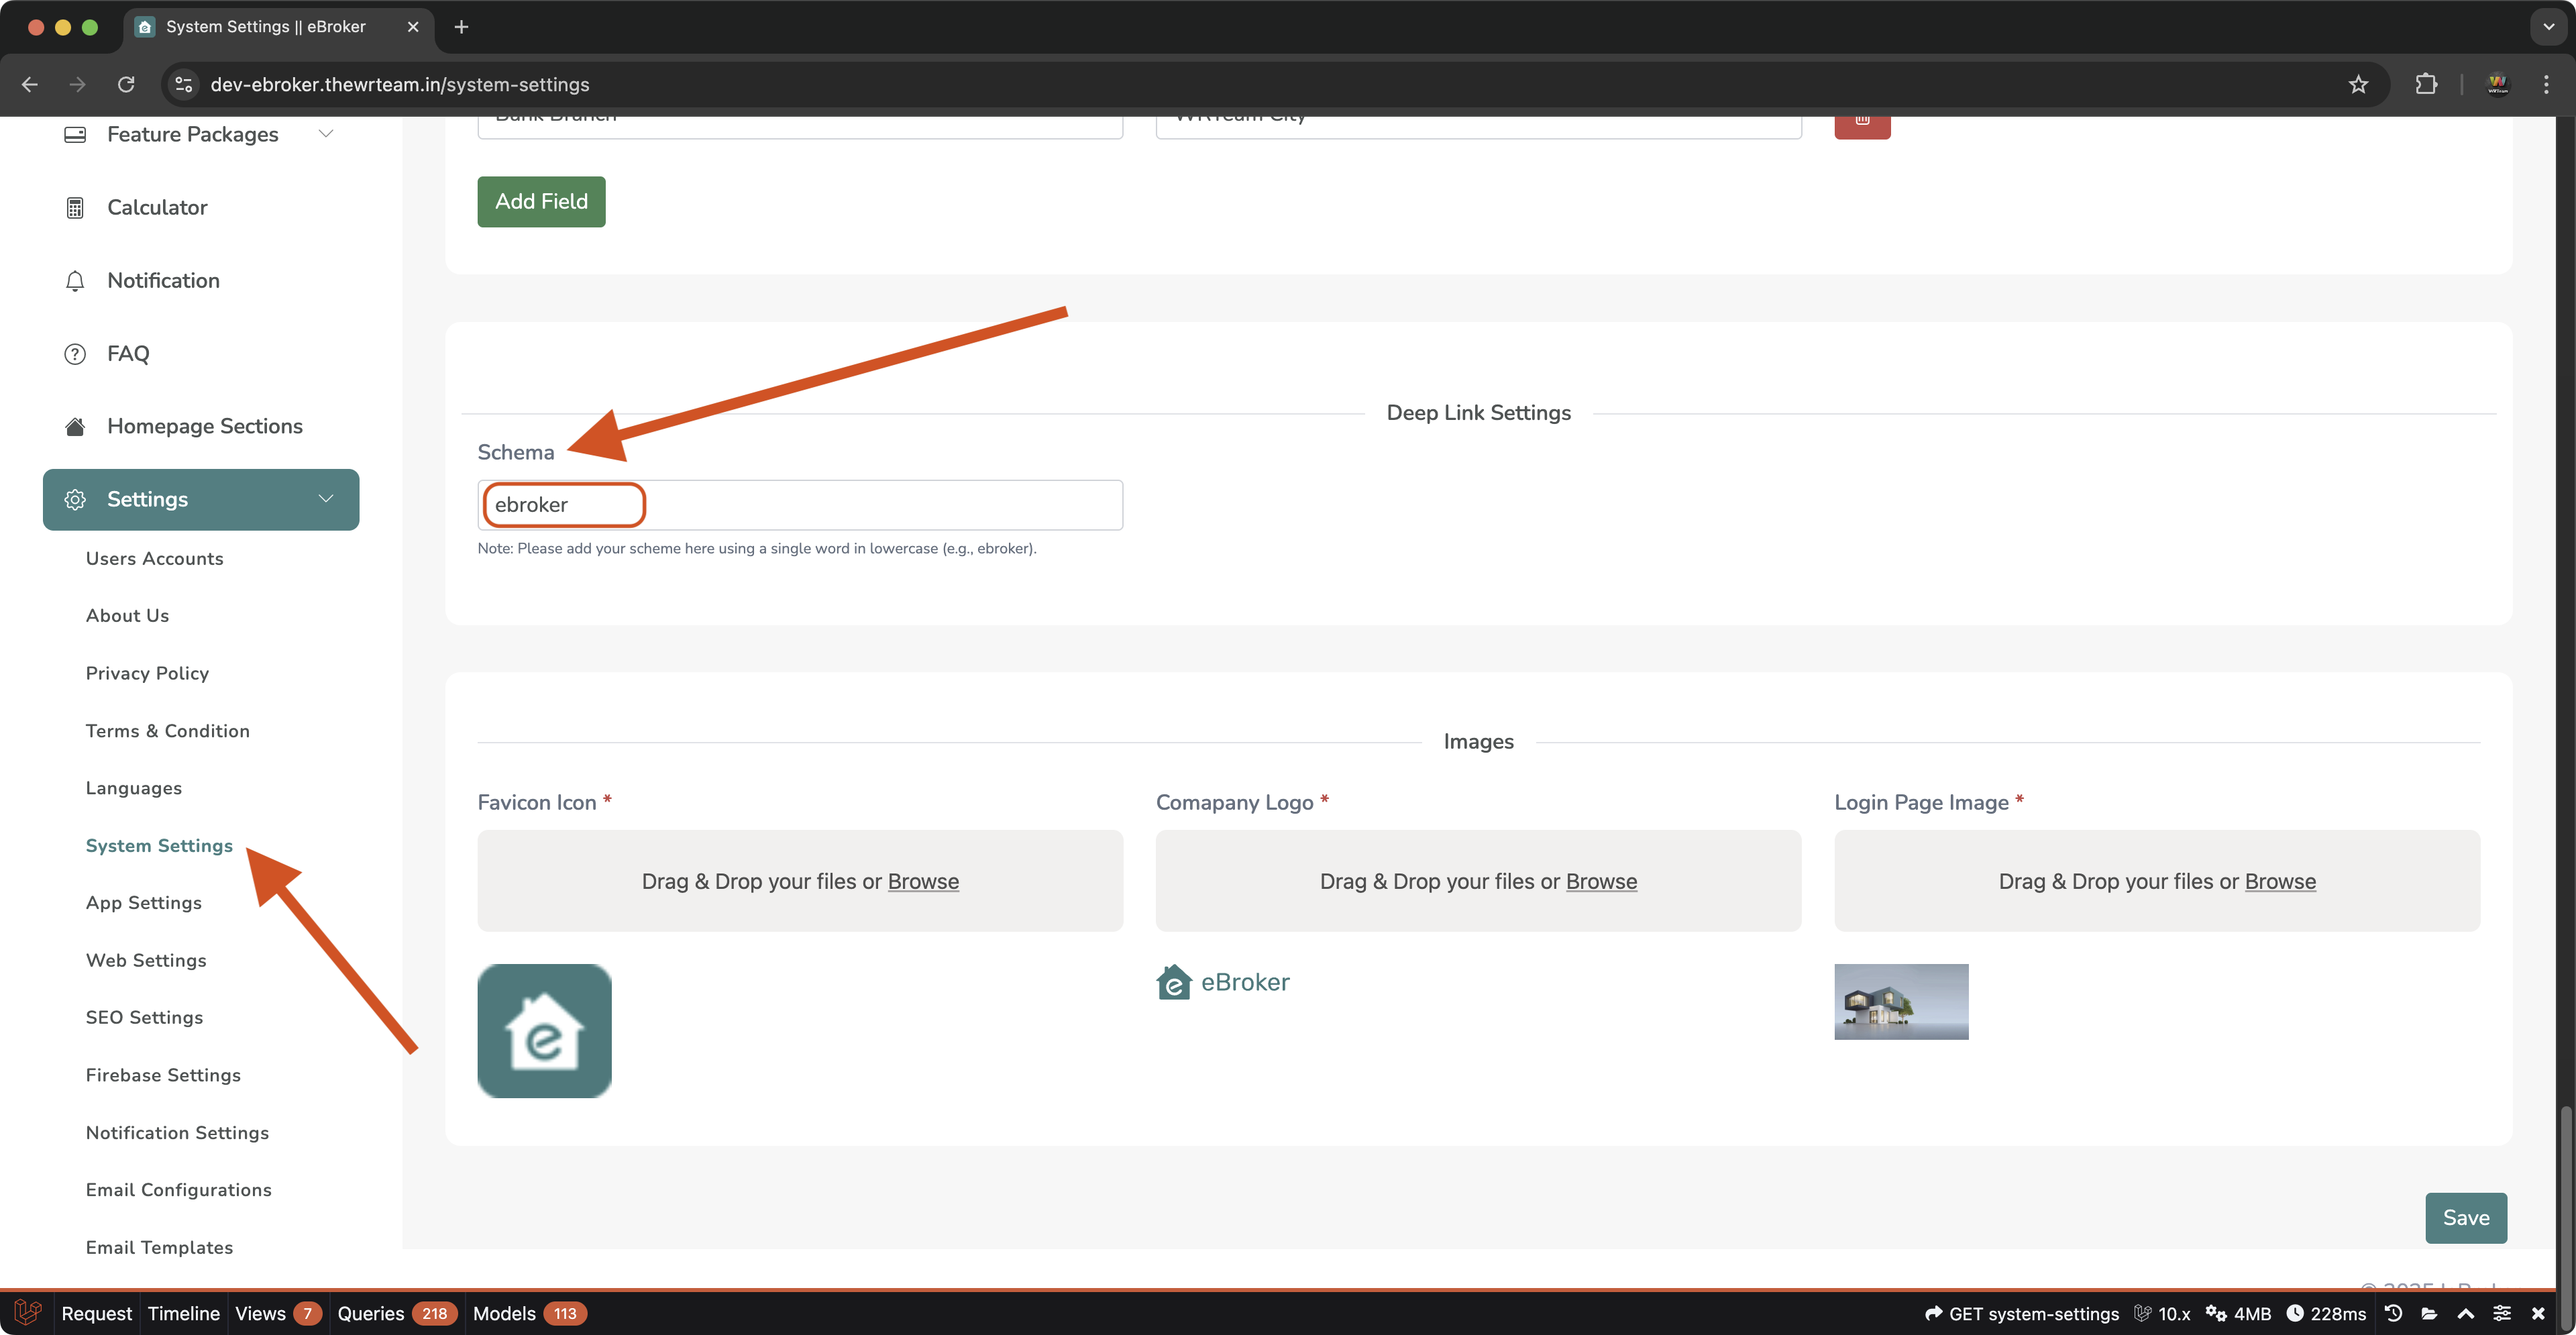 System Settings || eBroker
dev-ebroker.thewrteam.in/system-settings
Feature Packages
Calculator
Notification
FAQ
Homepage Sections
Settings
Users Accounts
About Us
Privacy Policy
Terms & Condition
Languages
System Settings
App Settings
Web Settings
SEO Settings
Firebase Settings
Notification Settings
Email Configurations
Email Templates
Bank Branch
WRTeam City
Add Field
Deep Link Settings
Schema
ebroker
Note: Please add your scheme here using a single word in lowercase (e.g., ebroker).
Images
Favicon Icon *
Drag & Drop your files or Browse
Comapany Logo *
Drag & Drop your files or Browse
eBroker
Login Page Image *
Drag & Drop your files or Browse
Save
Request Timeline Views 7 Queries 218 Models 113
GET system-settings 10.x 4MB 228ms